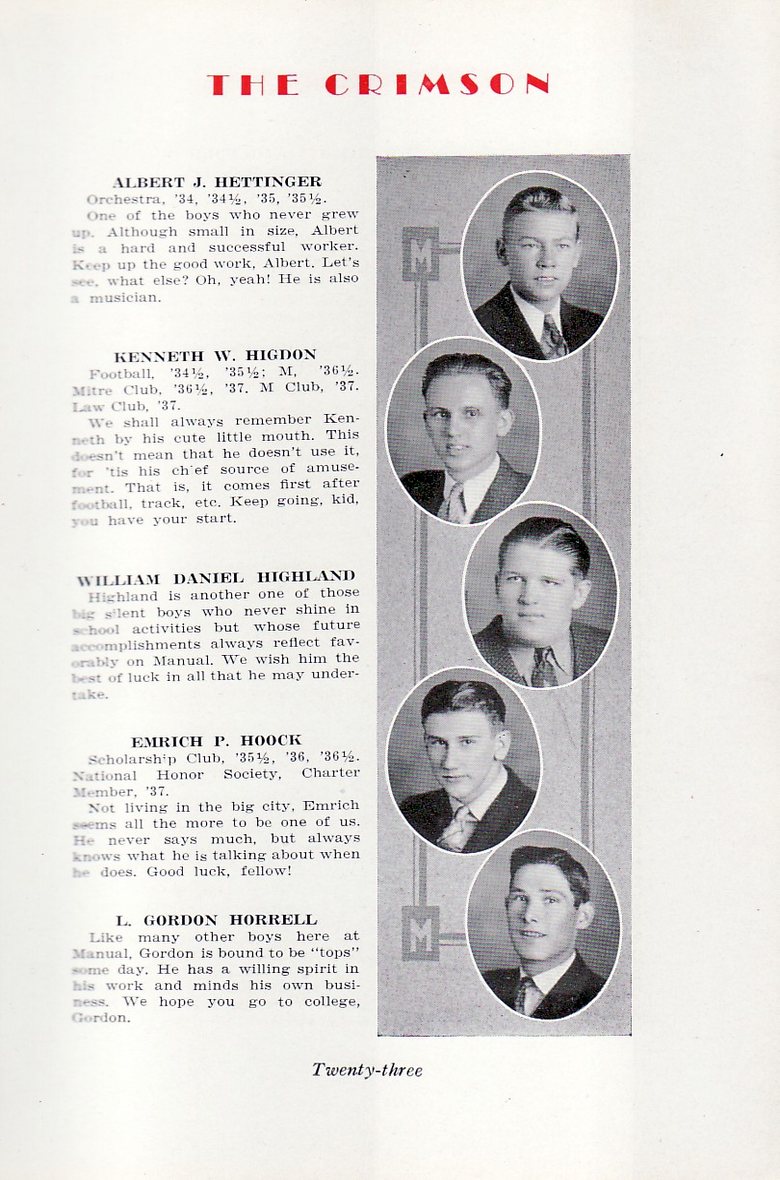 THE CRIMSON
ALBERT J. HETTINGER
Orchestra, '34, '34½, '35, '35½.
One of the boys who never grew
up. Although small in size, Albert
is a hard and successful worker.
Keep up the good work, Albert. Let's
see, what else? Oh, yeah! He is also
a musician.
KENNETH W. HIGDON
Football, '34½, '35½; M, '36½.
Mitre Club, '36½, '37. M Club, '37.
Law Club, '37.
We shall always remember Ken-
neth by his cute little mouth. This
doesn't mean that he doesn't use it,
for 'tis his chief source of amuse-
ment. That is, it comes first after
football, track, etc. Keep going, kid,
you have your start.
WILLIAM DANIEL HIGHLAND
Highland is another one of those
big silent boys who never shine in
school activities but whose future
accomplishments always reflect fav-
orably on Manual. We wish him the
best of luck in all that he may under-
take.
EMRICH P. HOOCK
Scholarship Club, '35½, '36, '36½.
National Honor Society, Charter
Member, '37.
Not living in the big city, Emrich
seems all the more to be one of us.
He never says much, but always
knows what he is talking about when
he does. Good luck, fellow!
L. GORDON HORRELL
Like many other boys here at
Manual, Gordon is bound to be "tops"
some day. He has a willing spirit in
his work and minds his own busi-
ness. We hope you go to college,
Gordon.
M
M
Twenty-three